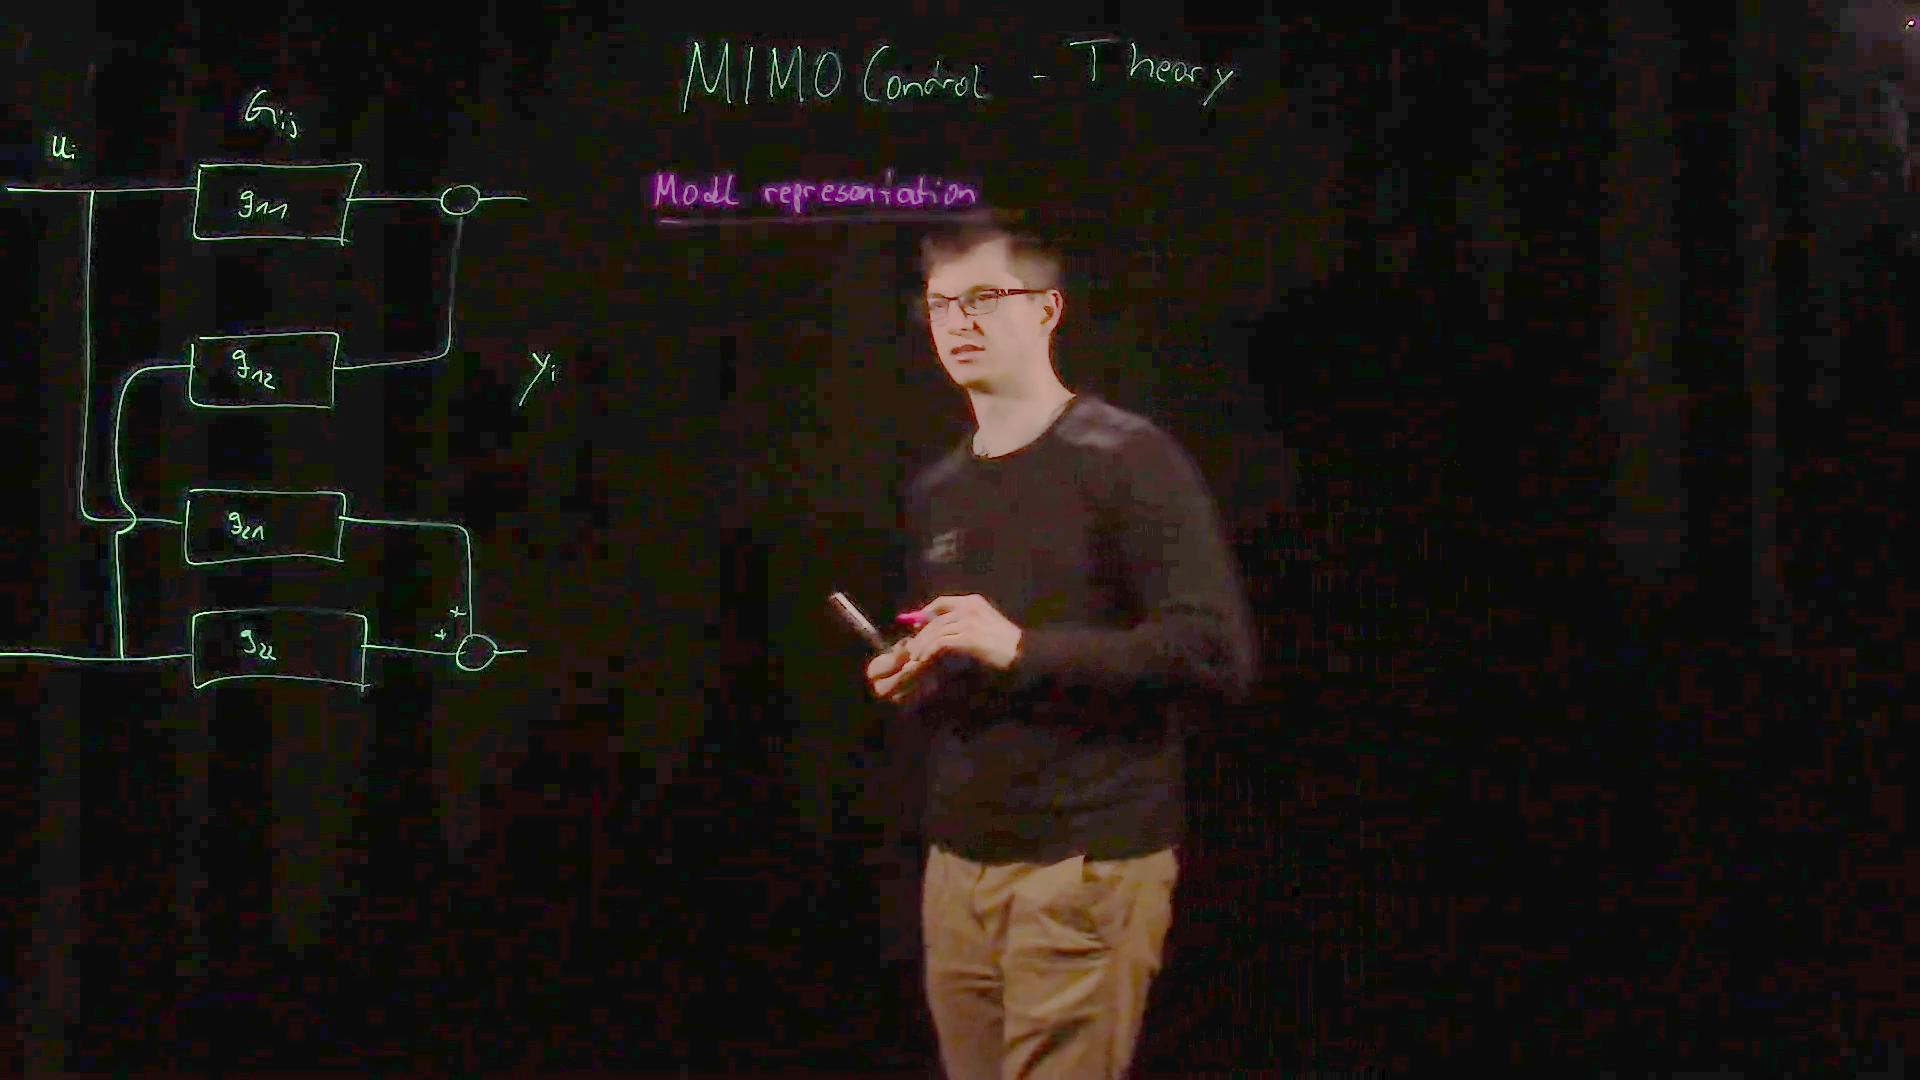 MIMO Control - Theory
Gij
ui
g11
Model representation
g12
yi
g21
+
+
g22